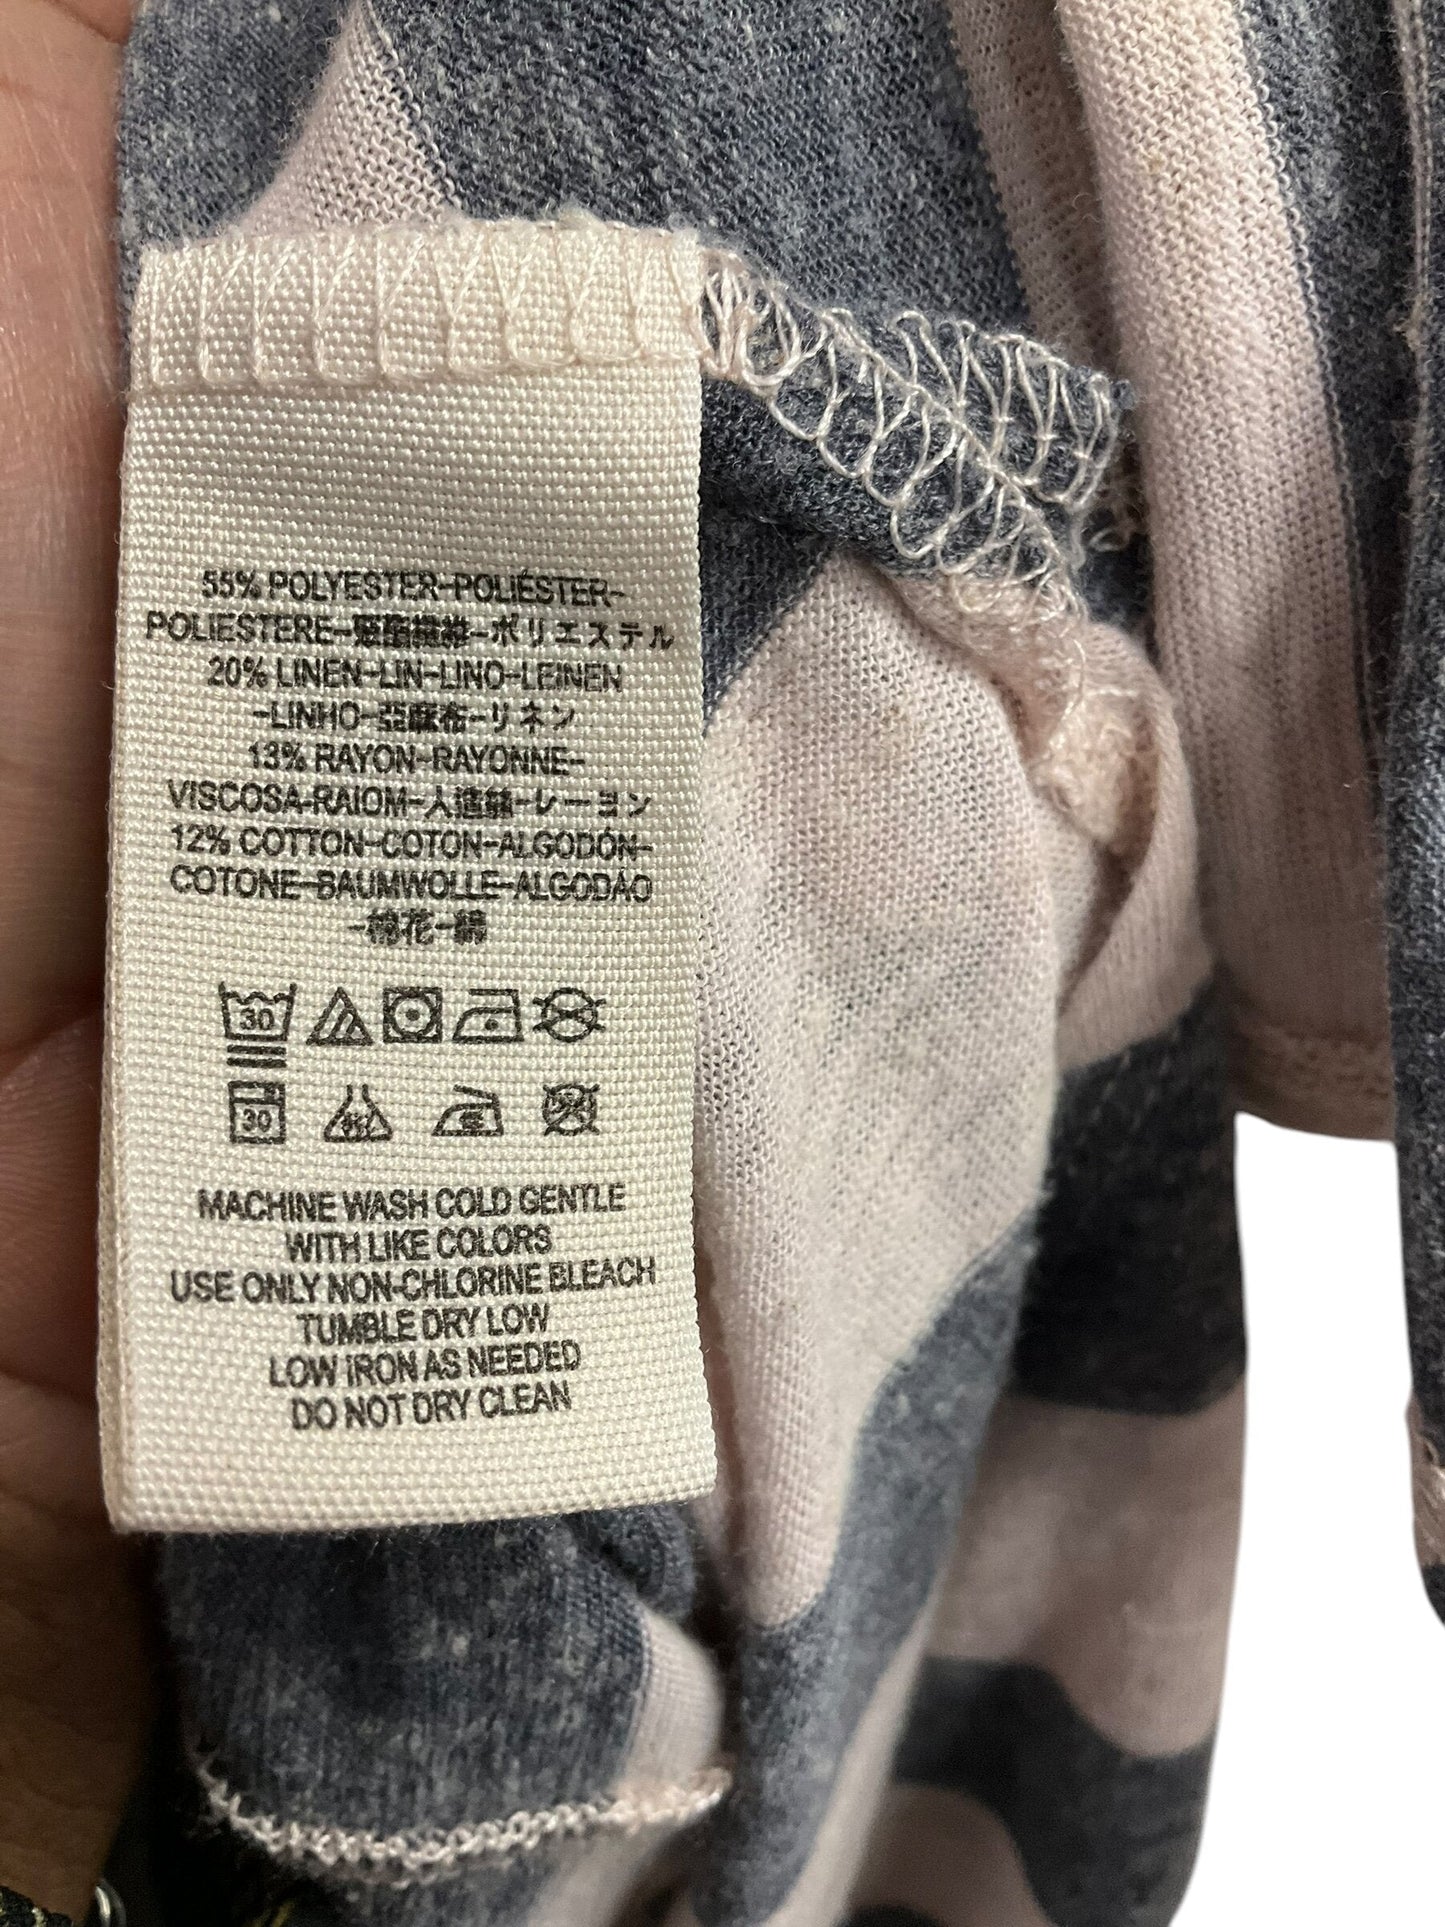 55% POLYESTER-POLIÉSTER-
POLIESTERE-聚酯纖維-ポリエステル
20% LINEN-LIN-LINO-LEINEN
-LINHO-亞麻布-リネン
13% RAYON-RAYONNE-
VISCOSA-RAIOM-人造絲-レーヨン
12% COTTON-COTON-ALGODÓN-
COTONE-BAUMWOLLE-ALGODÃO
-棉花-綿
30
30
MACHINE WASH COLD GENTLE
WITH LIKE COLORS
USE ONLY NON-CHLORINE BLEACH
TUMBLE DRY LOW
LOW IRON AS NEEDED
DO NOT DRY CLEAN